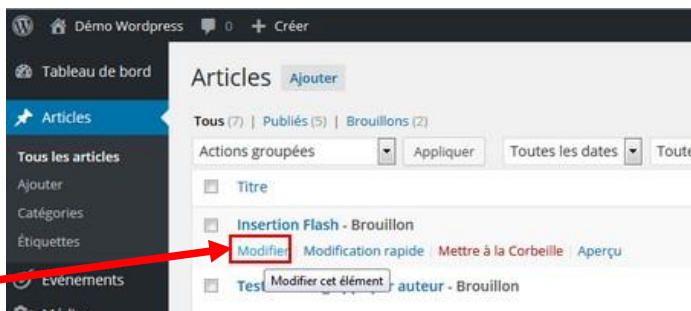 Démo Wordpress 0 + Créer
Tableau de bord
Articles
Tous les articles
Ajouter
Catégories
Étiquettes
Evénements
Articles Ajouter
Tous (7) | Publiés (5) | Brouillons (2)
Actions groupées Appliquer Toutes les dates
Titre
Insertion Flash - Brouillon
Modifier Modification rapide Mettre à la Corbeille Aperçu
Modifier cet élément
auteur - Brouillon